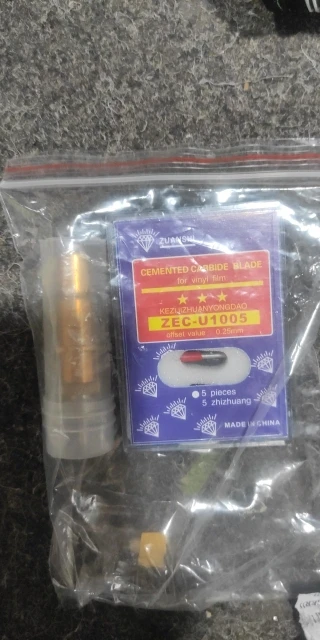 CEMENTED CARBIDE BLADE
for vinyl film
KEZIJIZHUANYONGDAO
ZEC-U1005
offset value 0.25mm
5 pieces
5 zhizhuang
MADE IN CHINA